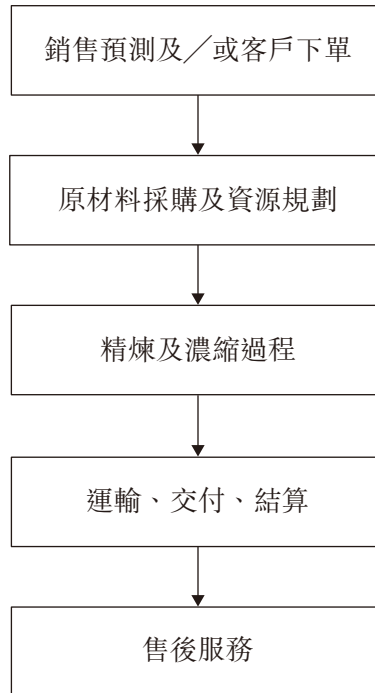 銷售預測及╱或客戶下單
原材料採購及資源規劃
精煉及濃縮過程
運輸、交付、結算
售後服務